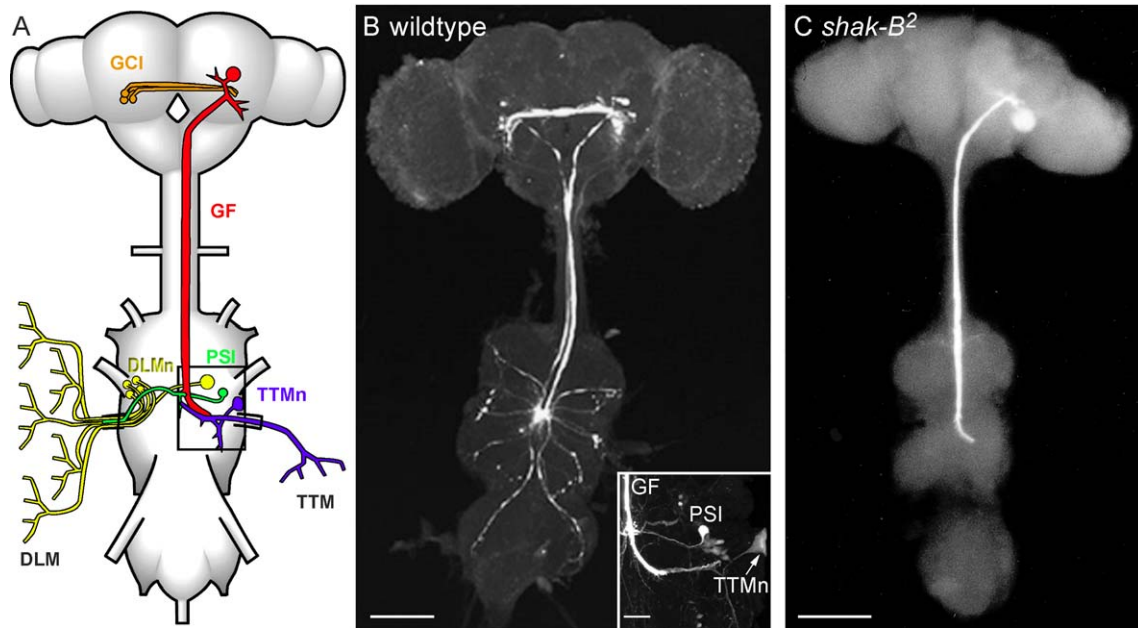 A
GCI
GF
PSI
DLMn
TTMn
TTM
DLM
B wildtype
GF
PSI
TTMn
C shak-B²